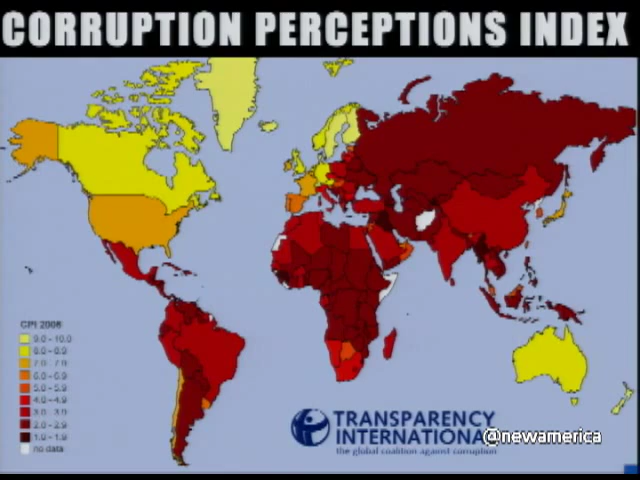 CORRUPTION PERCEPTIONS INDEX
CPI 2006
9.0 - 10.0
8.0 - 8.9
7.0 - 7.9
6.0 - 6.9
5.0 - 5.9
4.0 - 4.9
3.0 - 3.9
2.0 - 2.9
1.0 - 1.9
no data
TRANSPARENCY
INTERNATIONAL
@newamerica
the global coalition against corruption